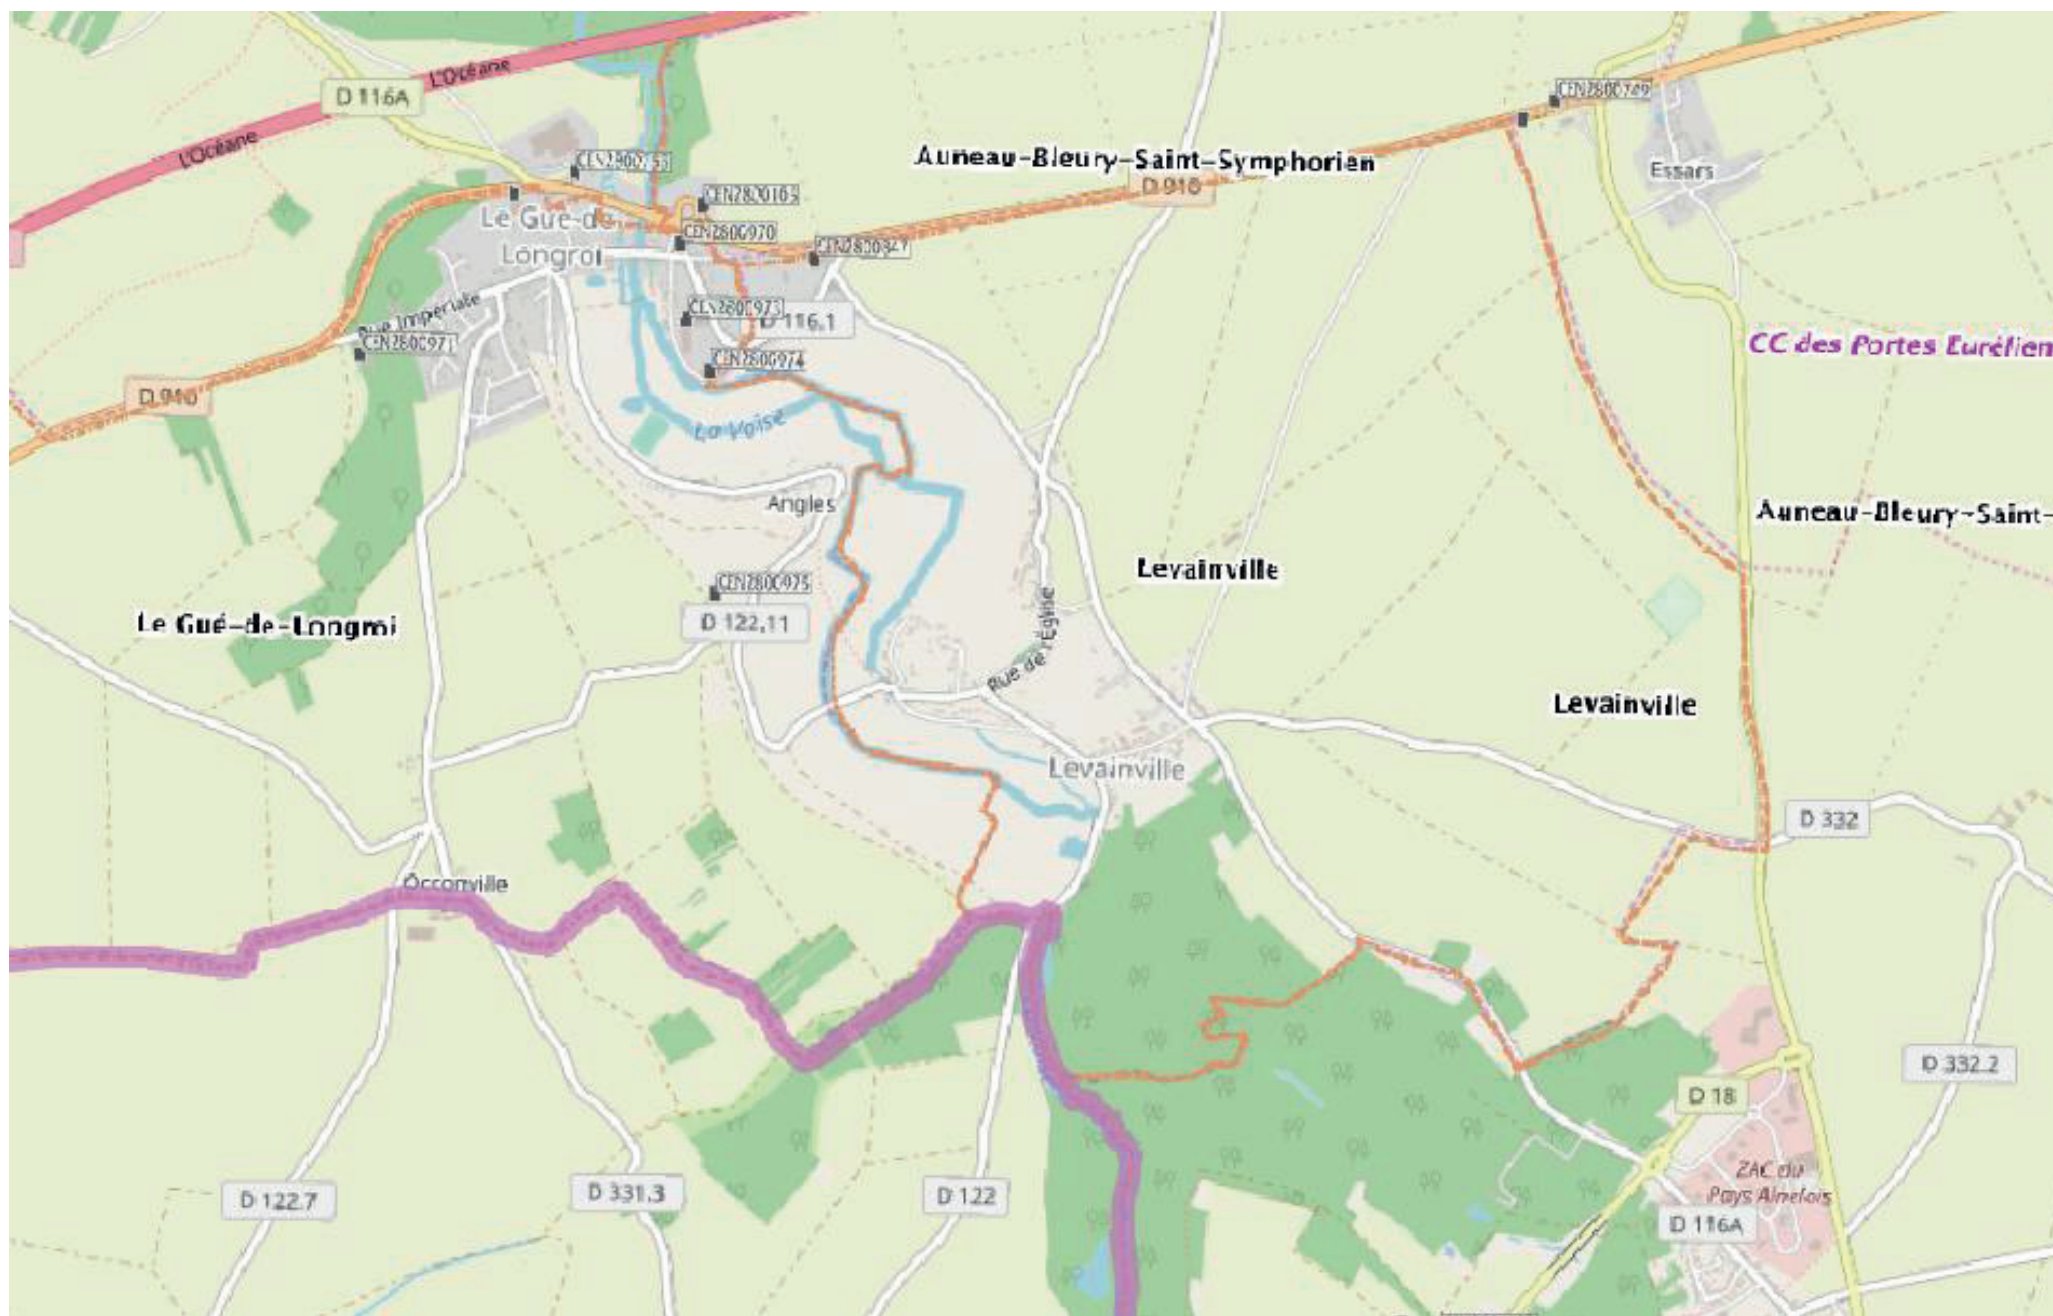 L'Océane
D 116A
L'Océane
CEN2800749
Auneau-Bleury-Saint-Symphorien
D 910
Essars
CEN2800105
Le Gué-de-
Longroi
CEN2800970
CEN2800847
Rue Impériale
CEN2800973
D 116.1
CEN2800971
CEN2800974
CC des Portes Eurélien
D 910
La Voise
Angles
Auneau-Bleury-Saint-
Levainville
CEN2800975
D 122.11
Le Gué-de-Longroi
Rue de l'Église
Levainville
Levainville
D 332
Occonville
D 332.2
D 18
ZAC du
Pays Alnelois
D 122.7
D 331.3
D 122
D 116A